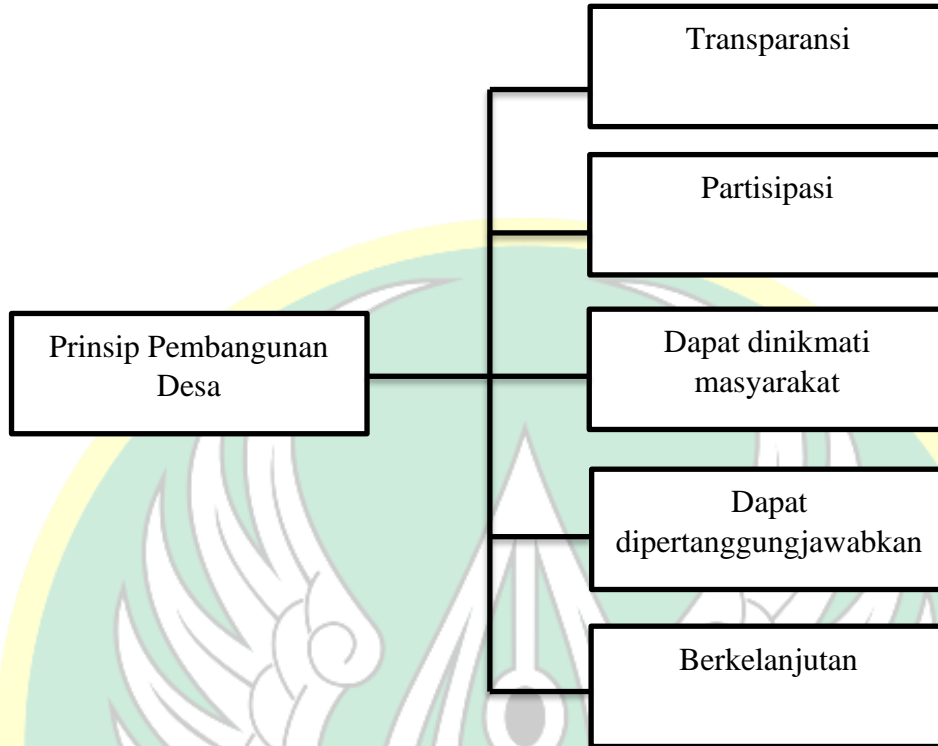 Transparansi
Partisipasi
Prinsip Pembangunan
Desa
Dapat dinikmati
masyarakat
Dapat
dipertanggungjawabkan
Berkelanjutan